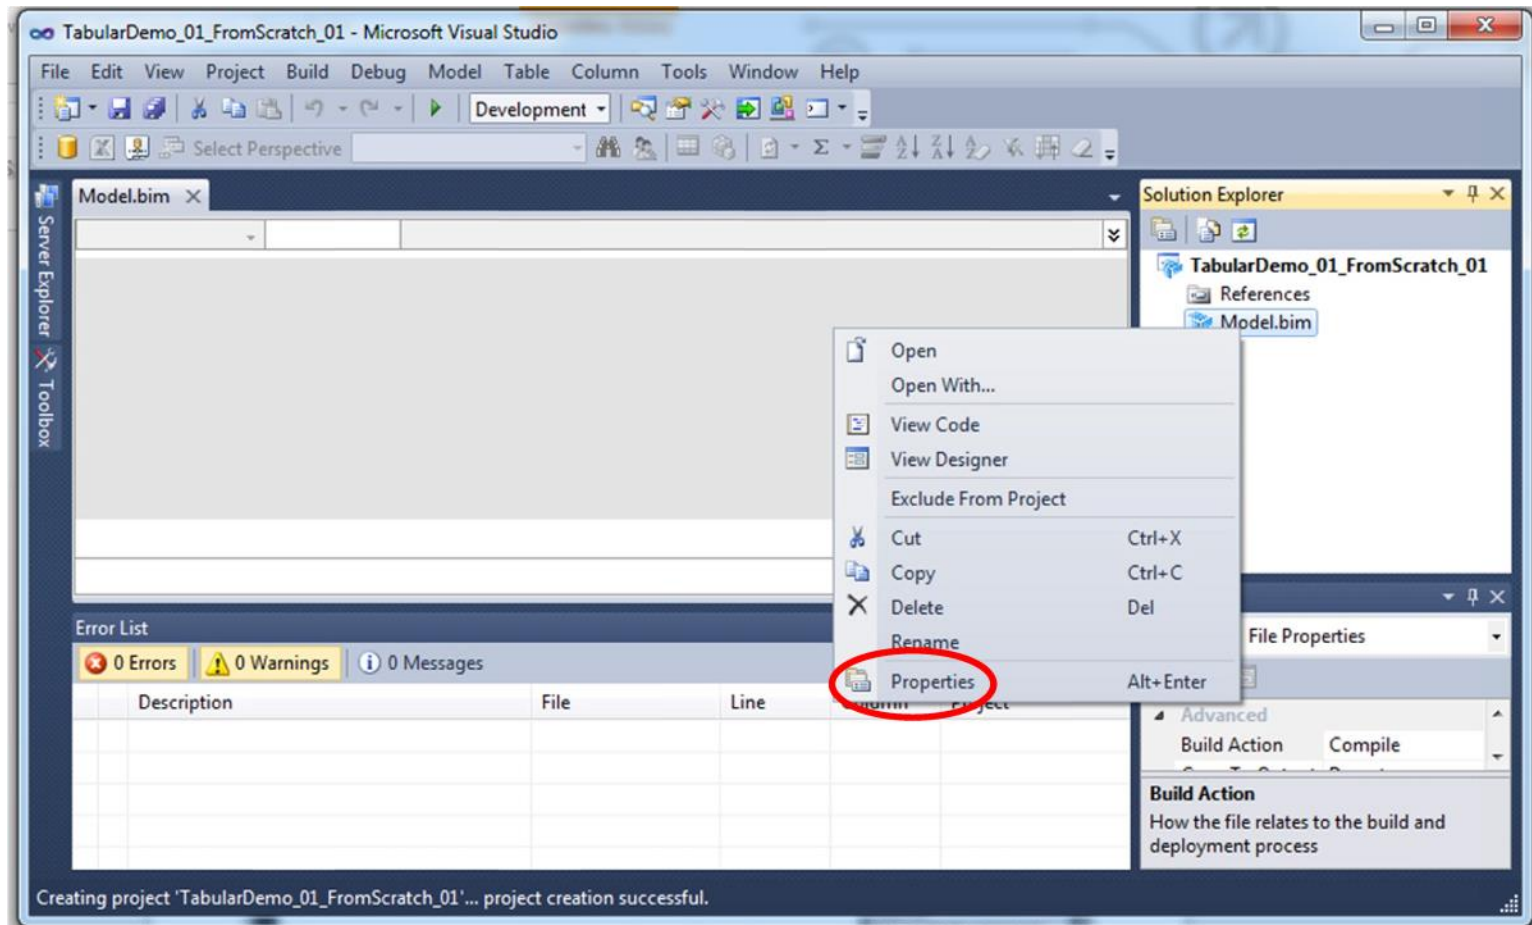 TabularDemo_01_FromScratch_01 - Microsoft Visual Studio
File Edit View Project Build Debug Model Table Column Tools Window Help
Development
Select Perspective
Server Explorer
Toolbox
Model.bim
Solution Explorer
TabularDemo_01_FromScratch_01
References
Model.bim
Open
Open With...
View Code
View Designer
Exclude From Project
Cut Ctrl+X
Copy Ctrl+C
Delete Del
Rename
Properties Alt+Enter
Error List
0 Errors 0 Warnings 0 Messages
Description File Line Column Project
File Properties
Advanced
Build Action Compile
Build Action
How the file relates to the build and
deployment process
Creating project 'TabularDemo_01_FromScratch_01'... project creation successful.